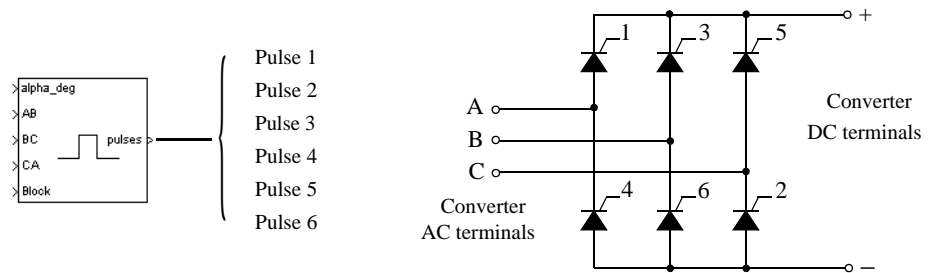 alpha_deg
AB
BC
CA
Block
pulses
Pulse 1
Pulse 2
Pulse 3
Pulse 4
Pulse 5
Pulse 6
+
1
3
5
A
B
C
Converter
DC terminals
4
6
2
Converter
AC terminals
−